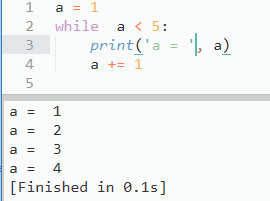 1 a = 1
2 while  a < 5:
3     print('a = ', a)
4     a += 1
5
a =  1
a =  2
a =  3
a =  4
[Finished in 0.1s]